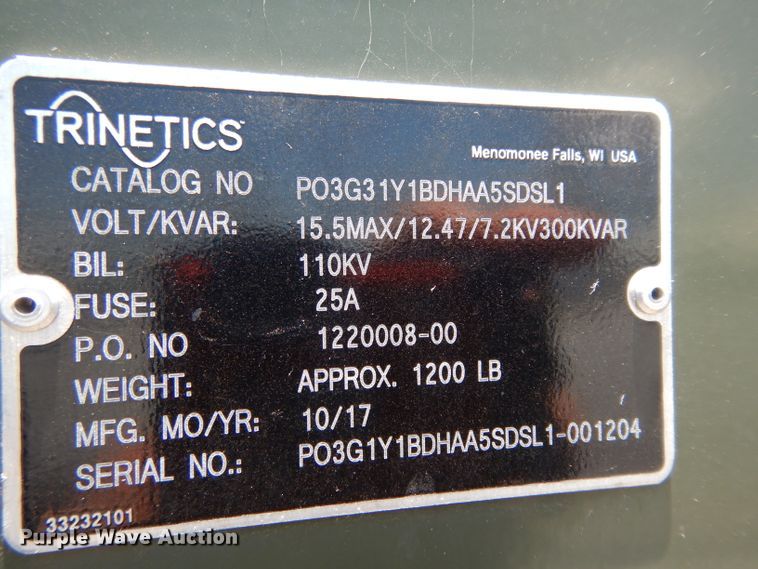 TRINETICS
Menomonee Falls, WI USA
CATALOG NO PO3G31Y1BDHAA5SDSL1
VOLT/KVAR: 15.5MAX/12.47/7.2KV300KVAR
BIL: 110KV
FUSE: 25A
P.O. NO 1220008-00
WEIGHT: APPROX. 1200 LB
MFG. MO/YR: 10/17
SERIAL NO.: PO3G1Y1BDHAA5SDSL1-001204
33232101
Purple Wave Auction